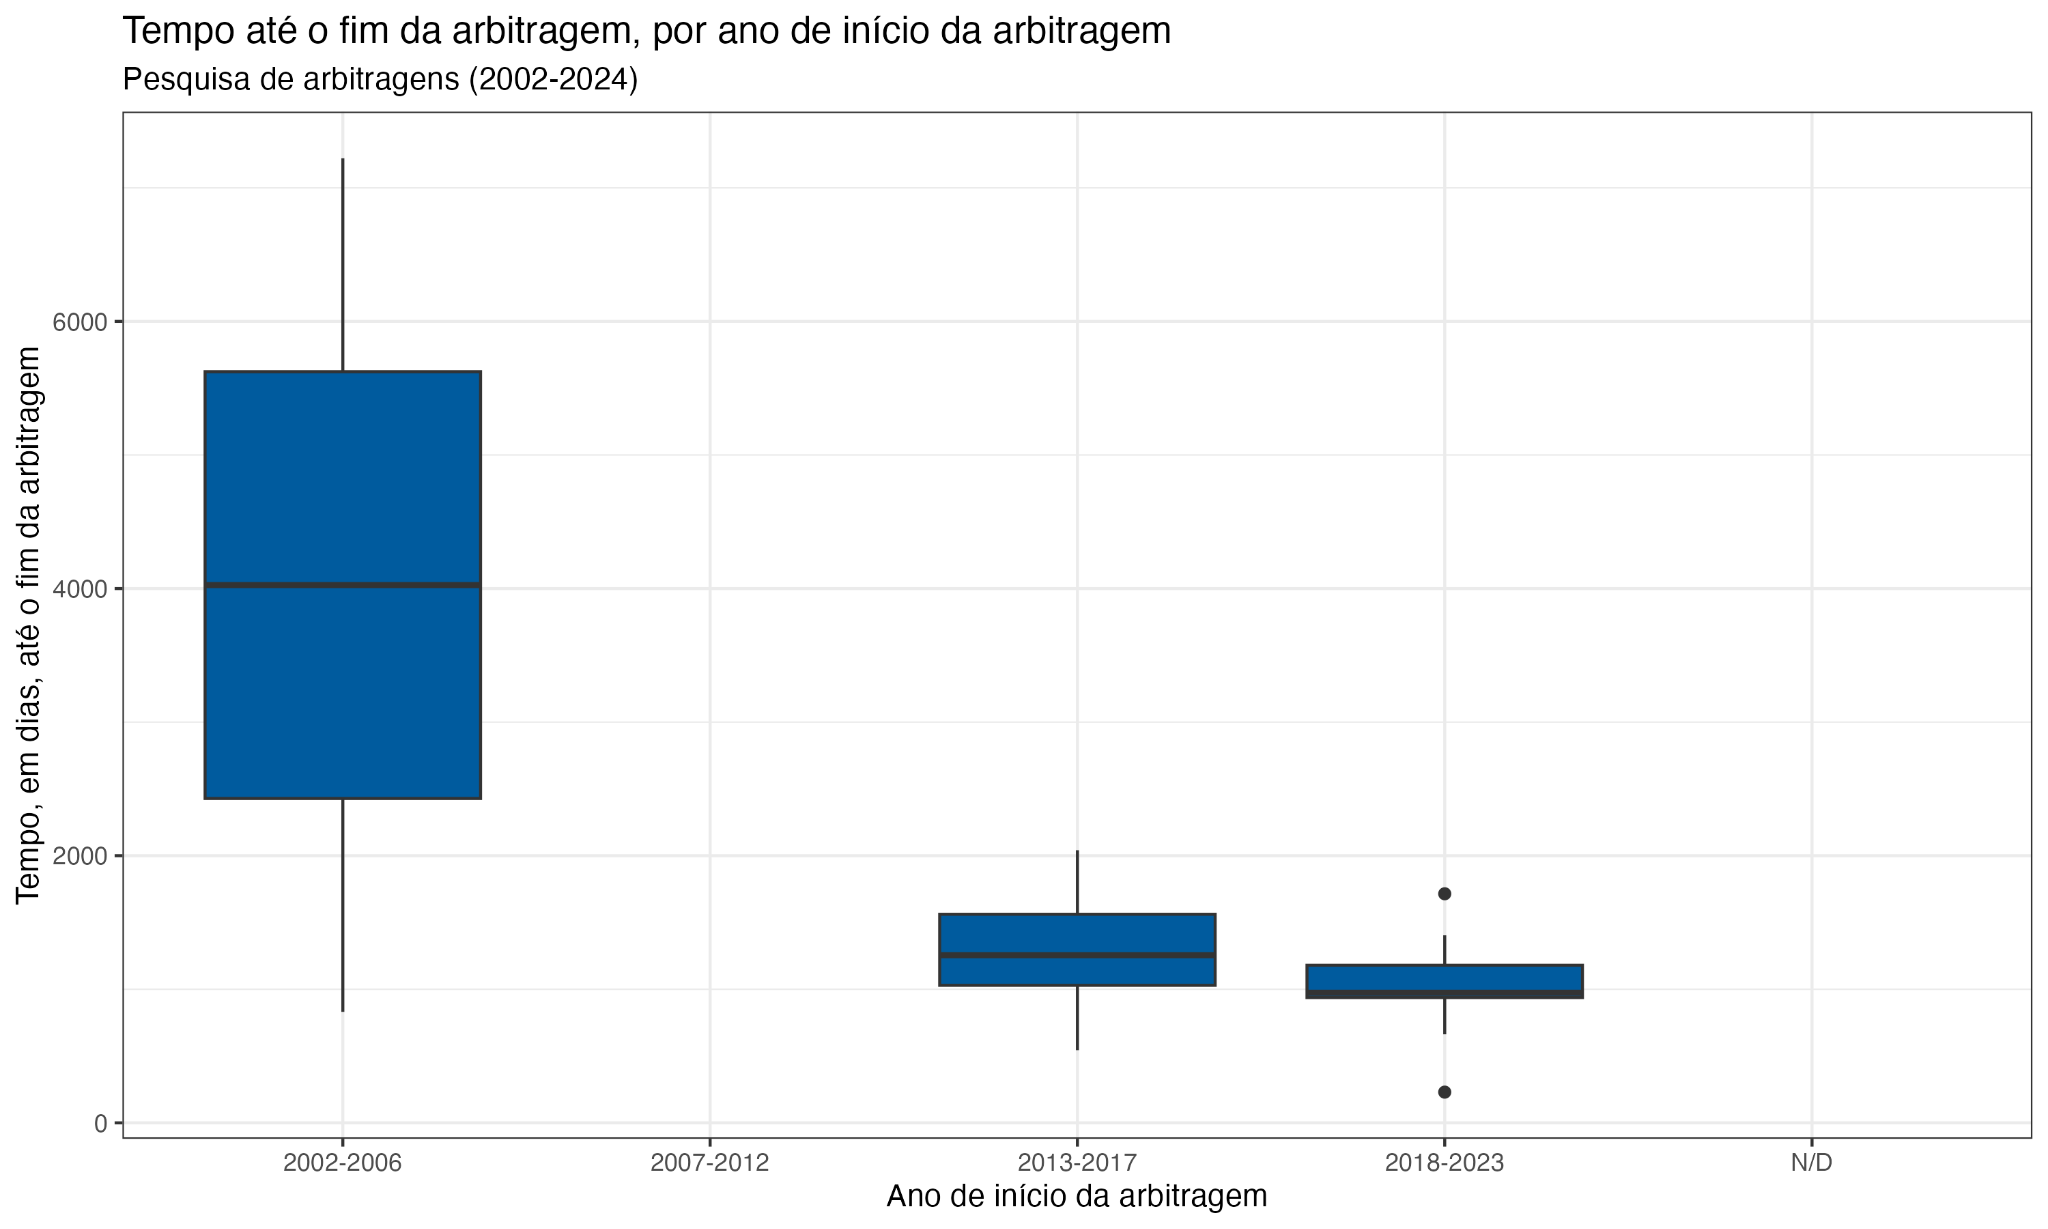 Tempo até o fim da arbitragem, por ano de início da arbitragem
Pesquisa de arbitragens (2002-2024)
Tempo, em dias, até o fim da arbitragem
6000
4000
2000
0
2002-2006
2007-2012
2013-2017
2018-2023
N/D
Ano de início da arbitragem